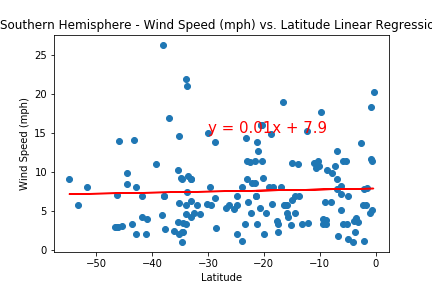 Southern Hemisphere - Wind Speed (mph) vs. Latitude Linear Regressio
Wind Speed (mph)
25
20
15
10
5
0
y = 0.01x + 7.9
−50 −40 −30 −20 −10 0
Latitude